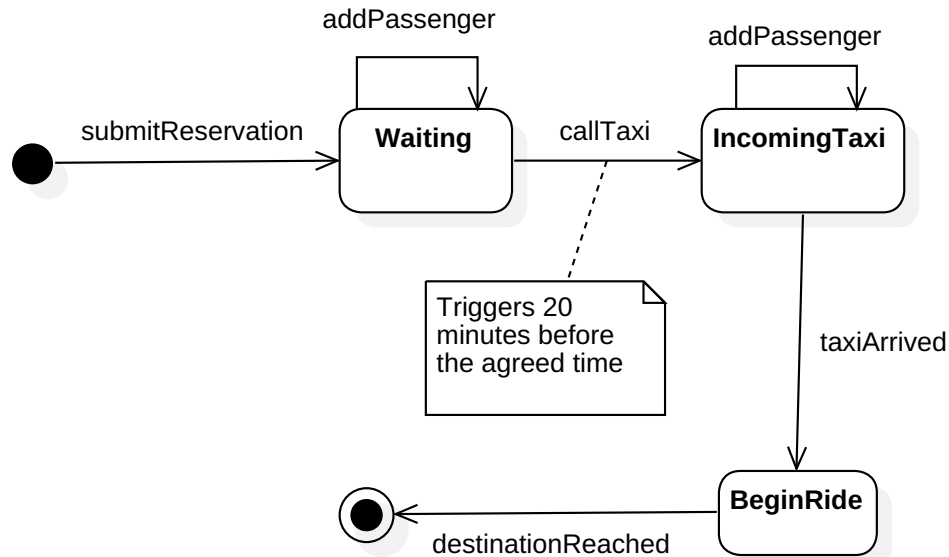 addPassenger
addPassenger
submitReservation
Waiting
callTaxi
IncomingTaxi
Triggers 20
minutes before
the agreed time
taxiArrived
BeginRide
destinationReached